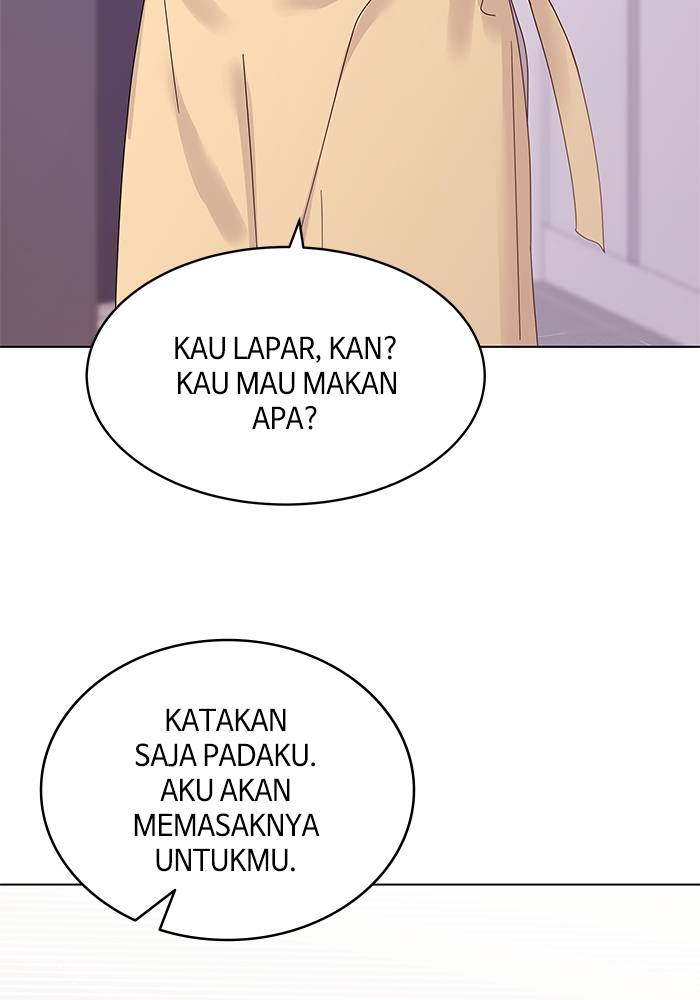 KAU LAPAR, KAN?
KAU MAU MAKAN
APA?
KATAKAN
SAJA PADAKU.
AKU AKAN
MEMASAKNYA
UNTUKMU.